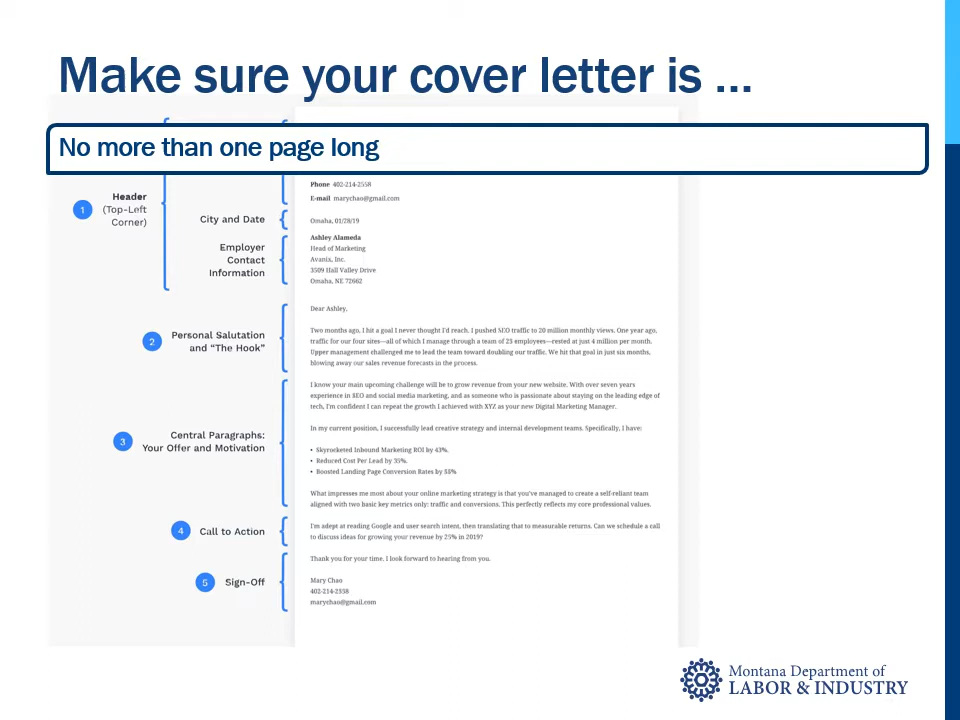 Make sure your cover letter is ...
No more than one page long
1
Header
(Top-Left
Corner)
City and Date
Employer
Contact
Information
2
Personal Salutation
and “The Hook”
3
Central Paragraphs:
Your Offer and Motivation
4
Call to Action
5
Sign-Off
Phone 402-214-2558
E-mail marychao@gmail.com
Omaha, 01/28/19
Ashley Alameda
Head of Marketing
Avanix, Inc.
3509 Hall Valley Drive
Omaha, NE 72662
Dear Ashley,
Two months ago, I hit a goal I never thought I'd reach. I pushed SEO traffic to 20 million monthly views. One year ago,
traffic for our four sites—all of which I manage through a team of 25 employees—rested at just 4 million per month.
Upper management challenged me to lead the team toward doubling our traffic. We hit that goal in just six months,
blowing away our sales revenue forecasts in the process.
I know your main upcoming challenge will be to grow revenue from your new website. With over seven years
experience in SEO and social media marketing, and as someone who is passionate about staying on the leading edge of
tech, I'm confident I can repeat the growth I achieved with XYZ as your new Digital Marketing Manager.
In my current position, I successfully lead creative strategy and internal development teams. Specifically, I have:
• Skyrocketed Inbound Marketing ROI by 43%.
• Reduced Cost Per Lead by 35%.
• Boosted Landing Page Conversion Rates by 58%
What impresses me most about your online marketing strategy is that you've managed to create a self-reliant team
aligned with two basic key metrics only: traffic and conversions. This perfectly reflects my core professional values.
I'm adept at reading Google and user search intent, then translating that to measurable returns. Can we schedule a call
to discuss ideas for growing your revenue by 25% in 2019?
Thank you for your time. I look forward to hearing from you.
Mary Chao
402-214-2558
marychao@gmail.com
Montana Department of
LABOR & INDUSTRY